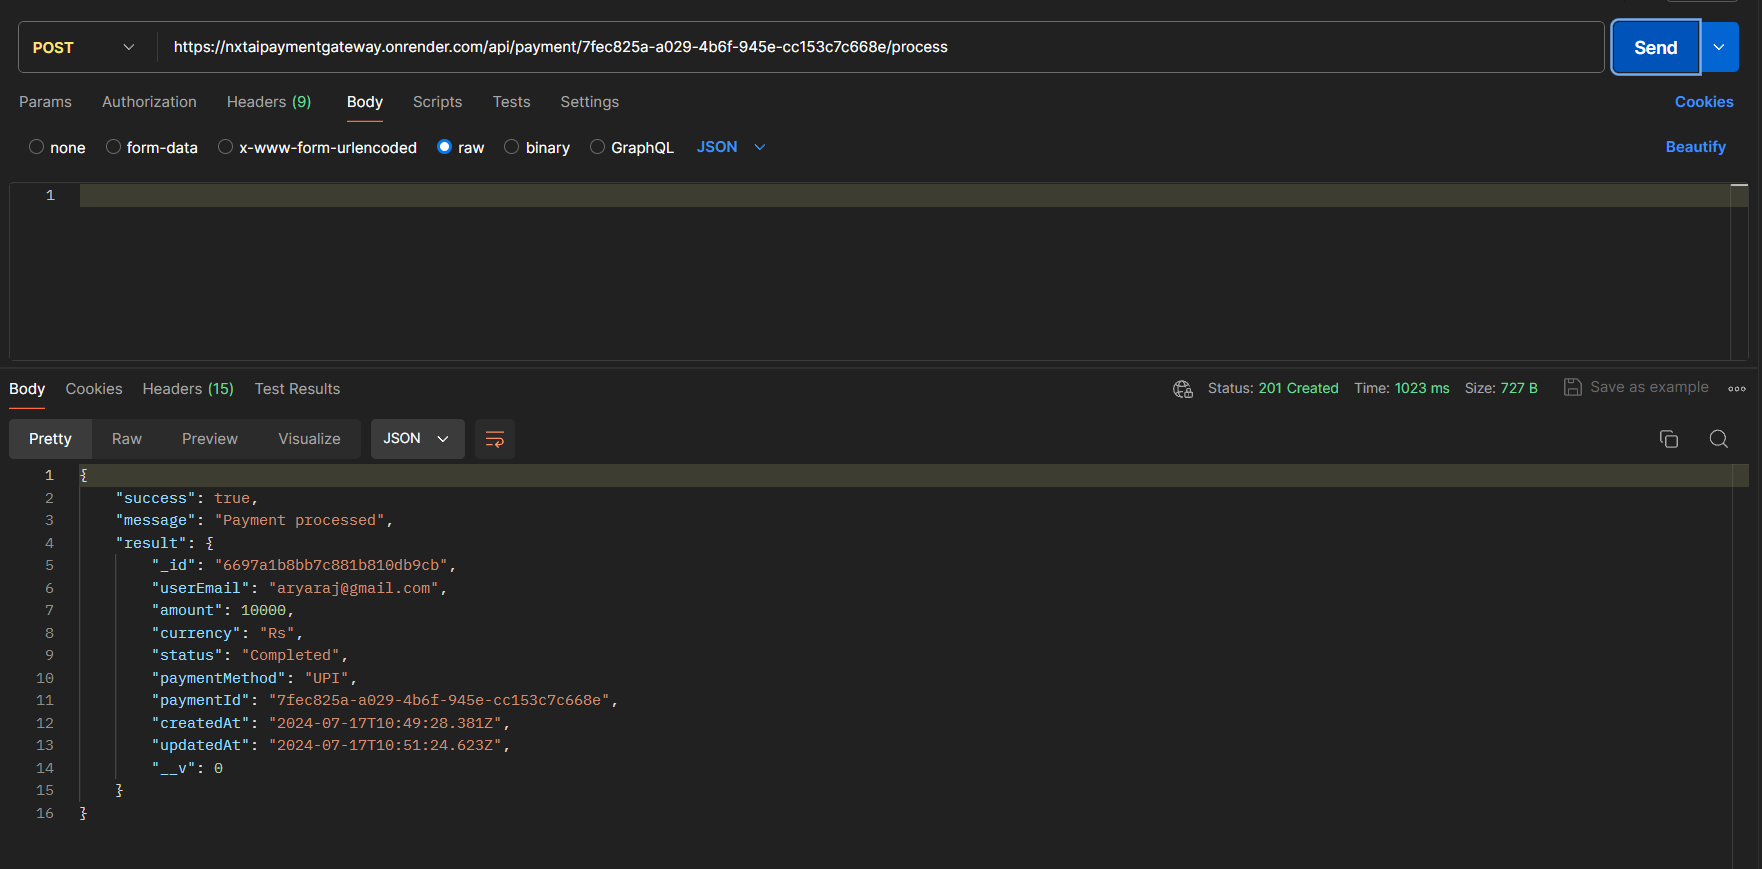 POST https://nxtaipaymentgateway.onrender.com/api/payment/7fec825a-a029-4b6f-945e-cc153c7c668e/process Send
Params Authorization Headers (9) Body Scripts Tests Settings Cookies
none form-data x-www-form-urlencoded raw binary GraphQL JSON Beautify
1
Body Cookies Headers (15) Test Results Status: 201 Created Time: 1023 ms Size: 727 B Save as example
Pretty Raw Preview Visualize JSON
1 {
2 "success": true,
3 "message": "Payment processed",
4 "result": {
5 "_id": "6697a1b8bb7c881b810db9cb",
6 "userEmail": "aryaraj@gmail.com",
7 "amount": 10000,
8 "currency": "Rs",
9 "status": "Completed",
10 "paymentMethod": "UPI",
11 "paymentId": "7fec825a-a029-4b6f-945e-cc153c7c668e",
12 "createdAt": "2024-07-17T10:49:28.381Z",
13 "updatedAt": "2024-07-17T10:51:24.623Z",
14 "__v": 0
15 }
16 }